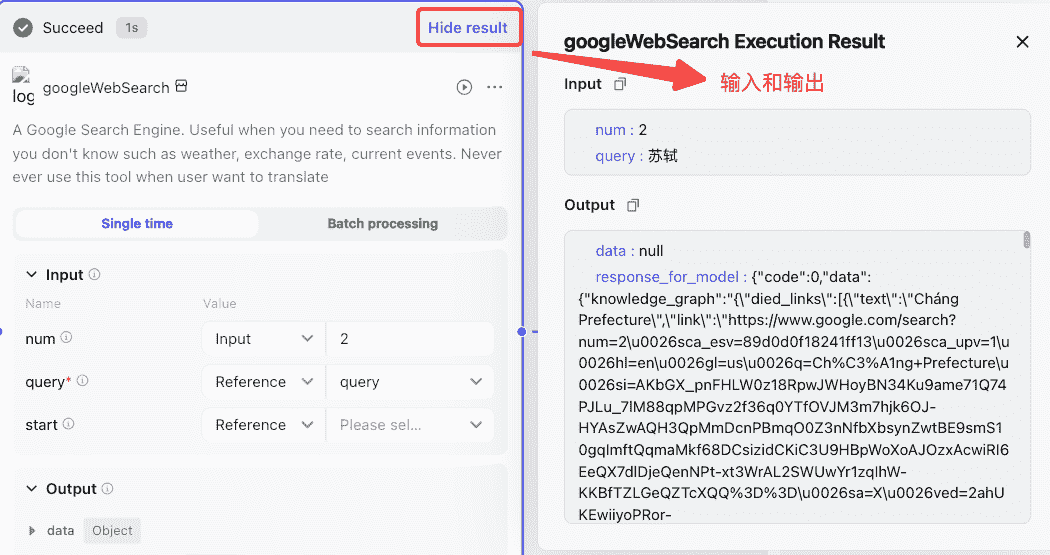 Succeed 1s Hide result
log googleWebSearch
A Google Search Engine. Useful when you need to search information
you don't know such as weather, exchange rate, current events. Never
ever use this tool when user want to translate
Single time Batch processing
Input
Name Value
num Input 2
query* Reference query
start Reference Please sel...
Output
data Object
googleWebSearch Execution Result
输入和输出
Input
num : 2
query : 苏轼
Output
data : null
response_for_model : {"code":0,"data":
{"knowledge_graph":"{\"died_links\":[{\"text\":\"Cháng
Prefecture\",\"link\":\"https://www.google.com/search?
num=2\u0026sca_esv=89d0d0f18241ff13\u0026sca_upv=1\u
0026hl=en\u0026gl=us\u0026q=Ch%C3%A1ng+Prefecture\u
0026si=AKbGX_pnFHLW0z18RpwJWHoyBN34Ku9ame71Q74
PJLu_7lM88qpMPGvz2f36q0YTfOVJM3m7hjk6OJ-
HYAsZwAQH3QpMmDcnPBmqO0Z3nNfbXbsynZwtBE9smS1
0gqImftQqmaMkf68DCsizidCKiC3U9HBpWoXoAJOzxAcwiRl6
EeQX7dlDjeQenNPt-xt3WrAL2SWUwYr1zqIhW-
KKBfTZLGeQZTcXQQ%3D%3D\u0026sa=X\u0026ved=2ahU
KEwiiyoPRor-